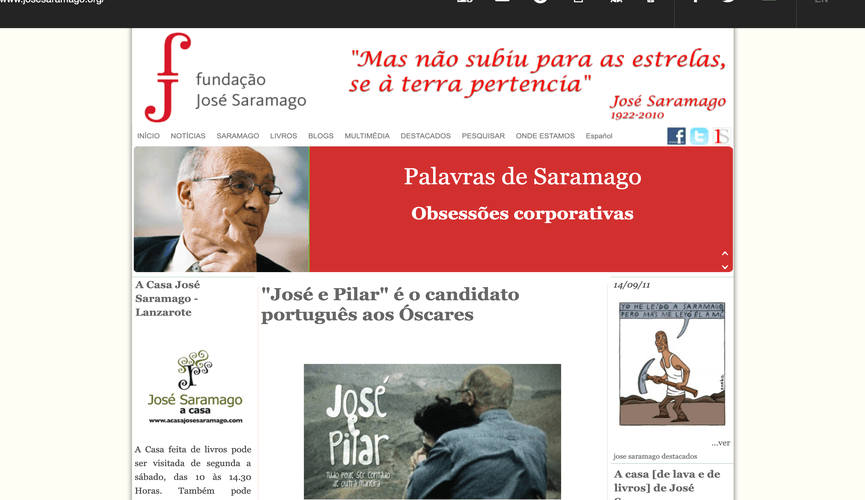 www.josesaramago.org/
EN
fundação
José Saramago
"Mas não subiu para as estrelas,
se à terra pertencia"
José Saramago
1922-2010
INÍCIO NOTÍCIAS SARAMAGO LIVROS BLOGS MULTIMÉDIA DESTACADOS PESQUISAR ONDE ESTAMOS Español
Palavras de Saramago
Obsessões corporativas
A Casa José
Saramago -
Lanzarote
José Saramago
a casa
www.acasajosesaramago.com
A Casa feita de livros pode
ser visitada de segunda a
sábado, das 10 às 14.30
Horas. Também pode
"José e Pilar" é o candidato
português aos Óscares
José
e
Pilar
TUDO PODE SER CONTADO
DE OUTRA MANEIRA
14/09/11
YO HE LEIDO A SARAMAGO
PERO MAS ME LEYÓ EL A MI
...ver
jose saramago destacados
A casa [de lava e de
livros] de José